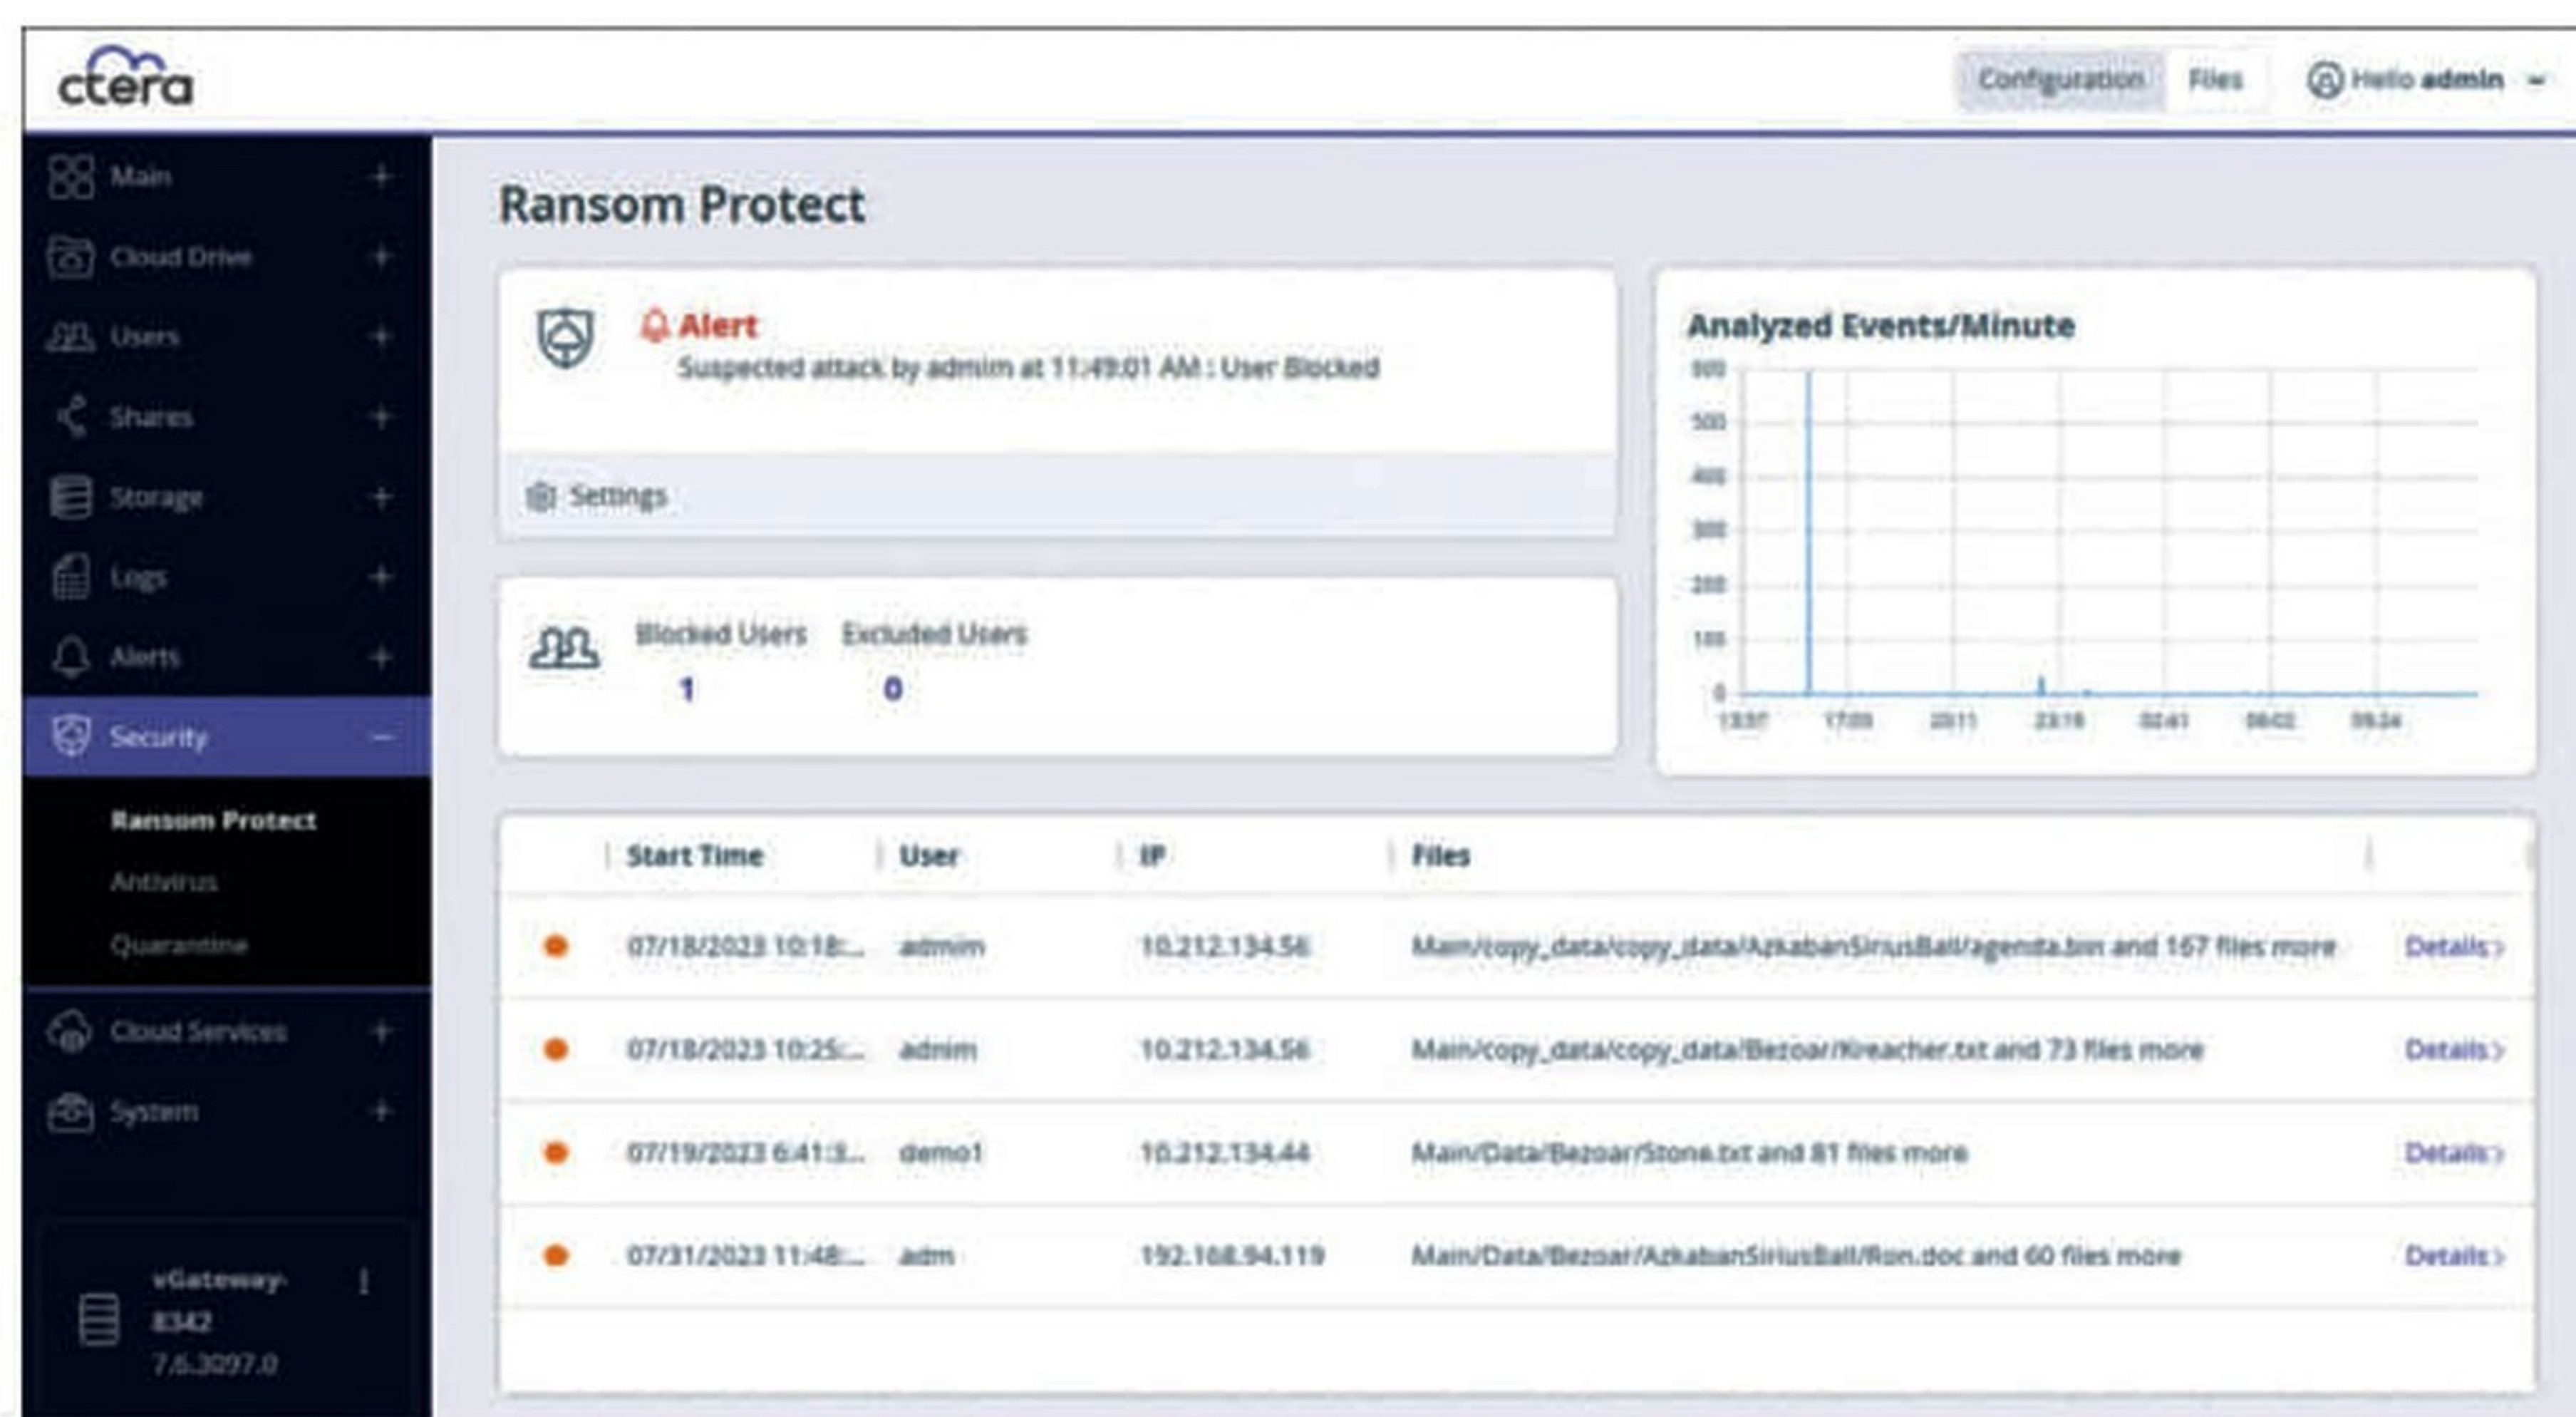 ctera
Configuration Files Hello admin
Main
Cloud Drive
Users
Shares
Storage
Logs
Alerts
Security
Ransom Protect
Antivirus
Quarantine
Cloud Services
System
vGateway-
8342
7.6.3097.0
Ransom Protect
Alert
Suspected attack by admim at 11:49:01 AM : User Blocked
Settings
Blocked Users Excluded Users
1 0
Analyzed Events/Minute
600
500
400
300
200
100
0
17:03 20:11 23:19 02:41 06:02 09:24
Start Time User IP Files
07/18/2023 10:18:... admim 10.212.134.56 Main/copy_data/copy_data/AzkabanSiriusBall/agenda.bin and 167 files more Details
07/18/2023 10:25:... adnim 10.212.134.56 Main/copy_data/copy_data/Bezoar/Kreacher.txt and 73 files more Details
07/19/2023 6:41:3... demo1 10.212.134.44 Main/Data/Bezoar/Stone.txt and 81 files more Details
07/31/2023 11:48:... adm 192.168.94.119 Main/Data/Bezoar/AzkabanSiriusBall/Ron.doc and 60 files more Details